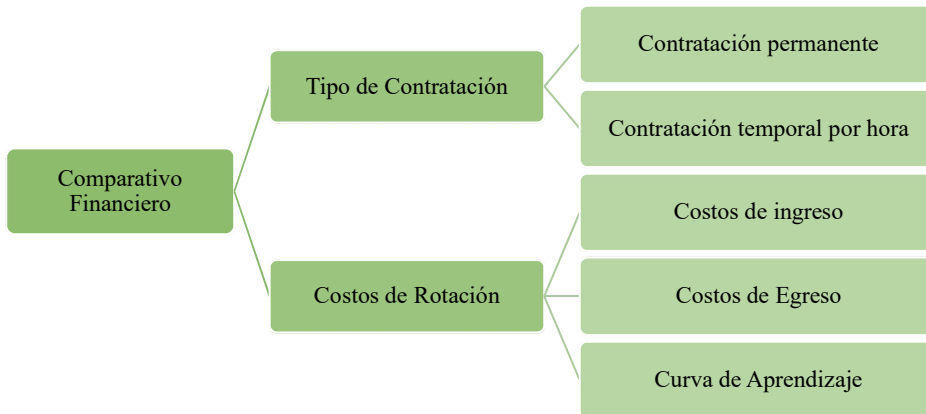 Comparativo
Financiero
Tipo de Contratación
Contratación permanente
Contratación temporal por hora
Costos de Rotación
Costos de ingreso
Costos de Egreso
Curva de Aprendizaje